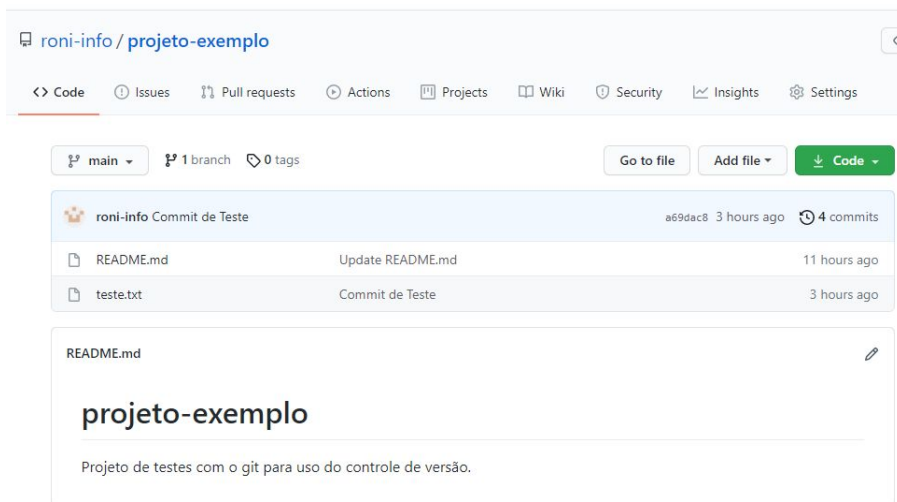 roni-info / projeto-exemplo
<> Code Issues Pull requests Actions Projects Wiki Security Insights Settings
main 1 branch 0 tags Go to file Add file Code
roni-info Commit de Teste a69dac8 3 hours ago 4 commits
README.md Update README.md 11 hours ago
teste.txt Commit de Teste 3 hours ago
README.md
projeto-exemplo
Projeto de testes com o git para uso do controle de versão.